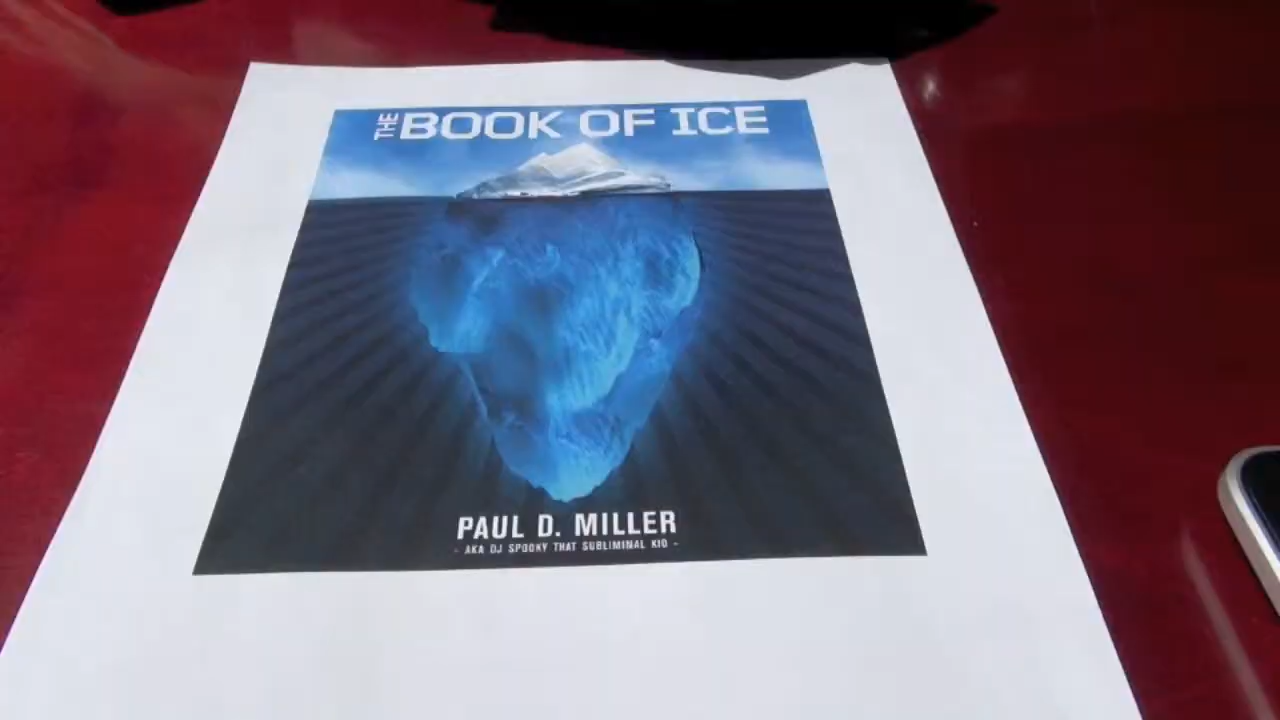 THE BOOK OF ICE
PAUL D. MILLER
- AKA DJ SPOOKY THAT SUBLIMINAL KID -